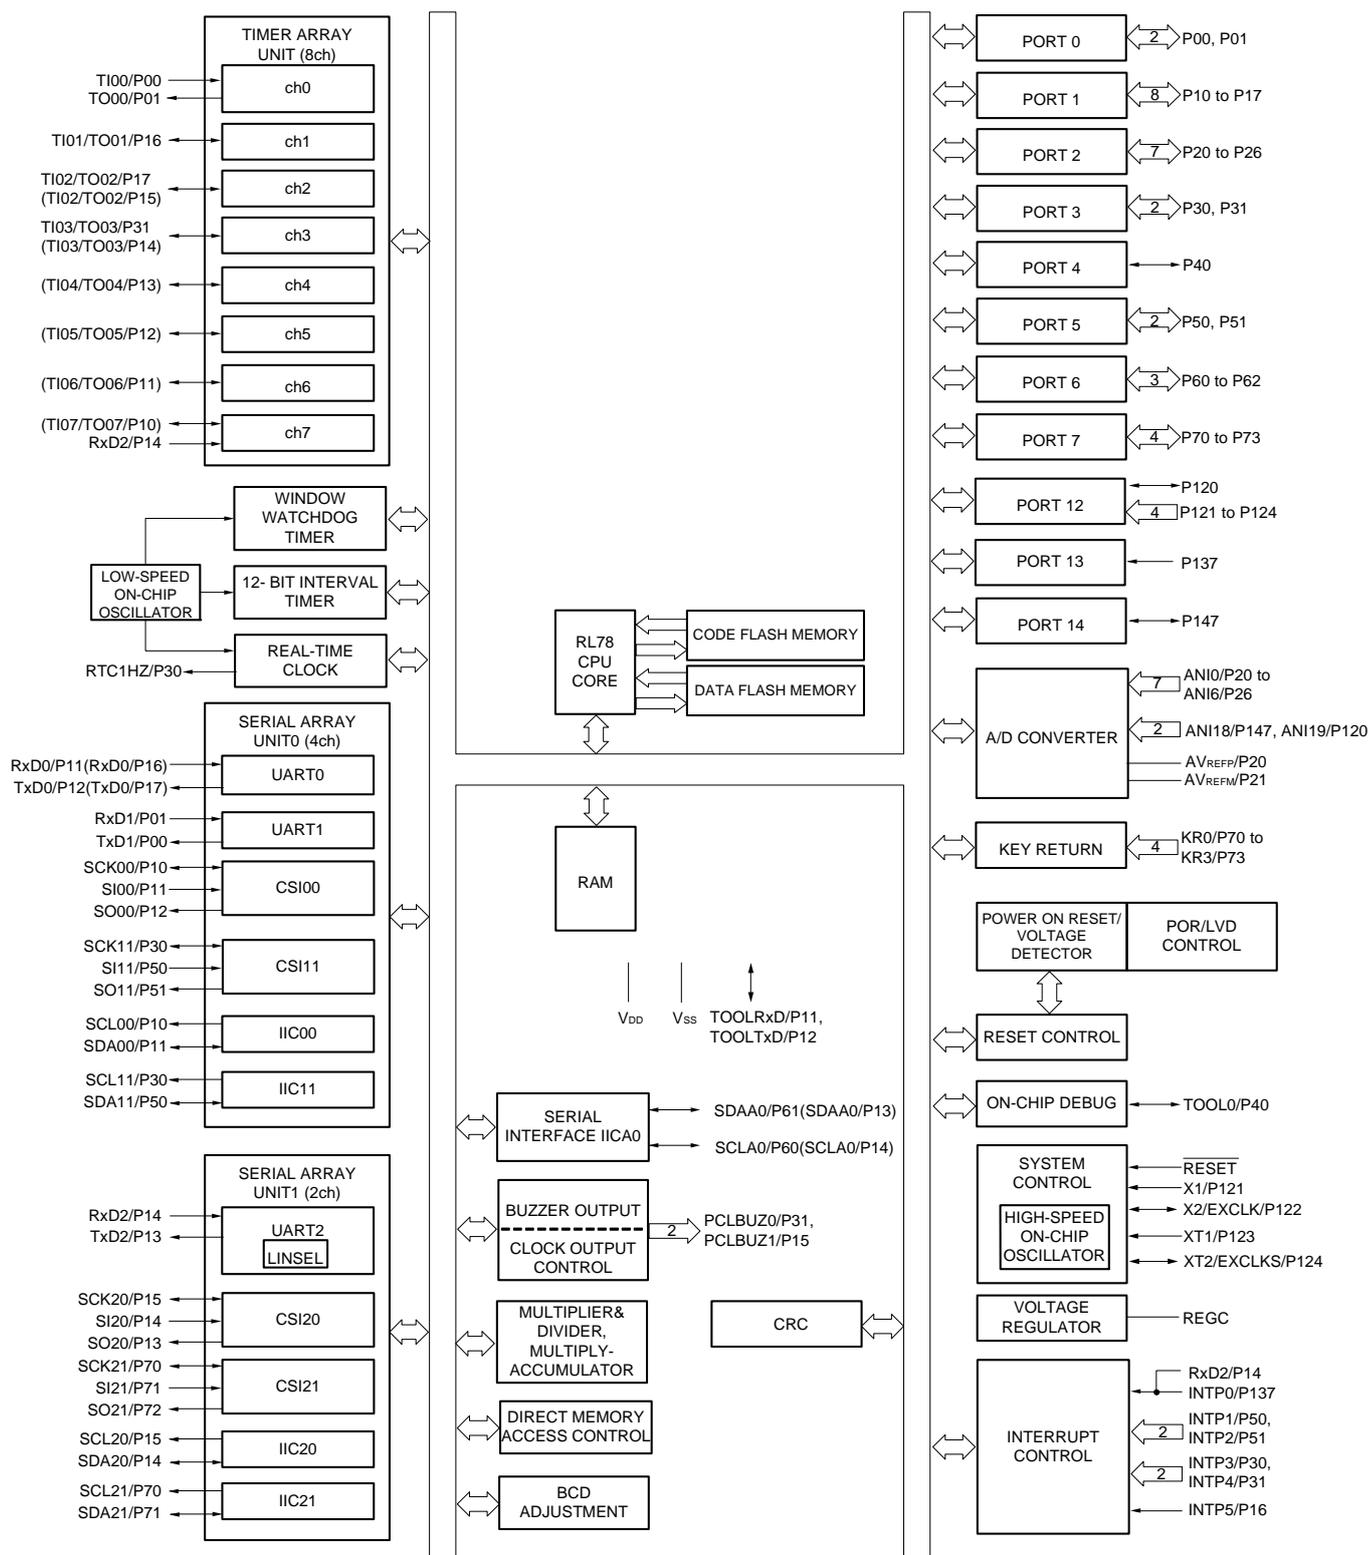 TIMER ARRAY
UNIT (8ch)
TI00/P00
TO00/P01
ch0
TI01/TO01/P16
ch1
TI02/TO02/P17
(TI02/TO02/P15)
ch2
TI03/TO03/P31
(TI03/TO03/P14)
ch3
(TI04/TO04/P13)
ch4
(TI05/TO05/P12)
ch5
(TI06/TO06/P11)
ch6
(TI07/TO07/P10)
RxD2/P14
ch7
WINDOW
WATCHDOG
TIMER
LOW-SPEED
ON-CHIP
OSCILLATOR
12- BIT INTERVAL
TIMER
REAL-TIME
CLOCK
RTC1HZ/P30
SERIAL ARRAY
UNIT0 (4ch)
RxD0/P11(RxD0/P16)
TxD0/P12(TxD0/P17)
UART0
RxD1/P01
TxD1/P00
UART1
SCK00/P10
SI00/P11
SO00/P12
CSI00
SCK11/P30
SI11/P50
SO11/P51
CSI11
SCL00/P10
SDA00/P11
IIC00
SCL11/P30
SDA11/P50
IIC11
SERIAL ARRAY
UNIT1 (2ch)
RxD2/P14
TxD2/P13
UART2
LINSEL
SCK20/P15
SI20/P14
SO20/P13
CSI20
SCK21/P70
SI21/P71
SO21/P72
CSI21
SCL20/P15
SDA20/P14
IIC20
SCL21/P70
SDA21/P71
IIC21
RL78
CPU
CORE
CODE FLASH MEMORY
DATA FLASH MEMORY
RAM
VDD
VSS
TOOLRxD/P11,
TOOLTxD/P12
SERIAL
INTERFACE IICA0
SDAA0/P61(SDAA0/P13)
SCLA0/P60(SCLA0/P14)
BUZZER OUTPUT
CLOCK OUTPUT
CONTROL
2
PCLBUZ0/P31,
PCLBUZ1/P15
MULTIPLIER&
DIVIDER,
MULTIPLY-
ACCUMULATOR
CRC
DIRECT MEMORY
ACCESS CONTROL
BCD
ADJUSTMENT
PORT 0
2
P00, P01
PORT 1
8
P10 to P17
PORT 2
7
P20 to P26
PORT 3
2
P30, P31
PORT 4
P40
PORT 5
2
P50, P51
PORT 6
3
P60 to P62
PORT 7
4
P70 to P73
PORT 12
P120
4
P121 to P124
PORT 13
P137
PORT 14
P147
A/D CONVERTER
7
ANI0/P20 to
ANI6/P26
2
ANI18/P147, ANI19/P120
AVREFP/P20
AVREFM/P21
KEY RETURN
4
KR0/P70 to
KR3/P73
POWER ON RESET/
VOLTAGE
DETECTOR
POR/LVD
CONTROL
RESET CONTROL
ON-CHIP DEBUG
TOOL0/P40
SYSTEM
CONTROL
HIGH-SPEED
ON-CHIP
OSCILLATOR
RESET
X1/P121
X2/EXCLK/P122
XT1/P123
XT2/EXCLKS/P124
VOLTAGE
REGULATOR
REGC
INTERRUPT
CONTROL
RxD2/P14
INTP0/P137
2
INTP1/P50,
INTP2/P51
2
INTP3/P30,
INTP4/P31
INTP5/P16